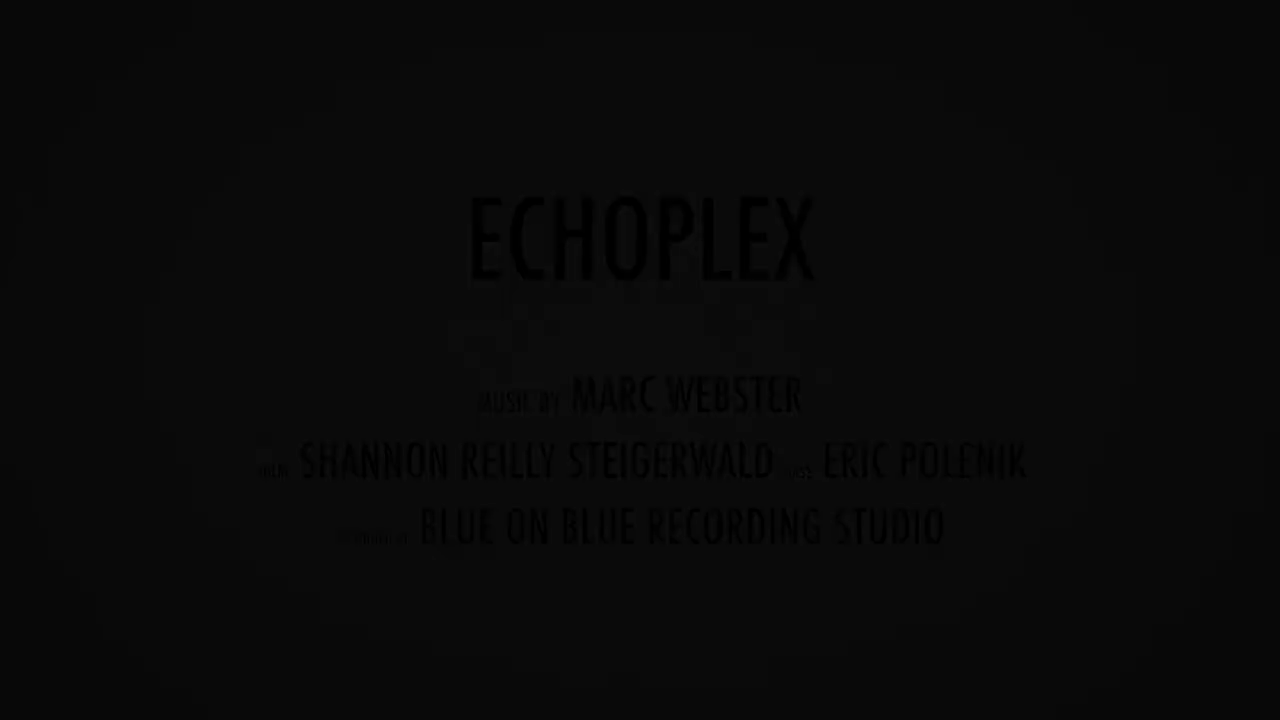 ECHOPLEX
MUSIC BY MARC WEBSTER
SHANNON REILLY STEIGERWALD ERIC POLENIK
BLUE ON BLUE RECORDING STUDIO